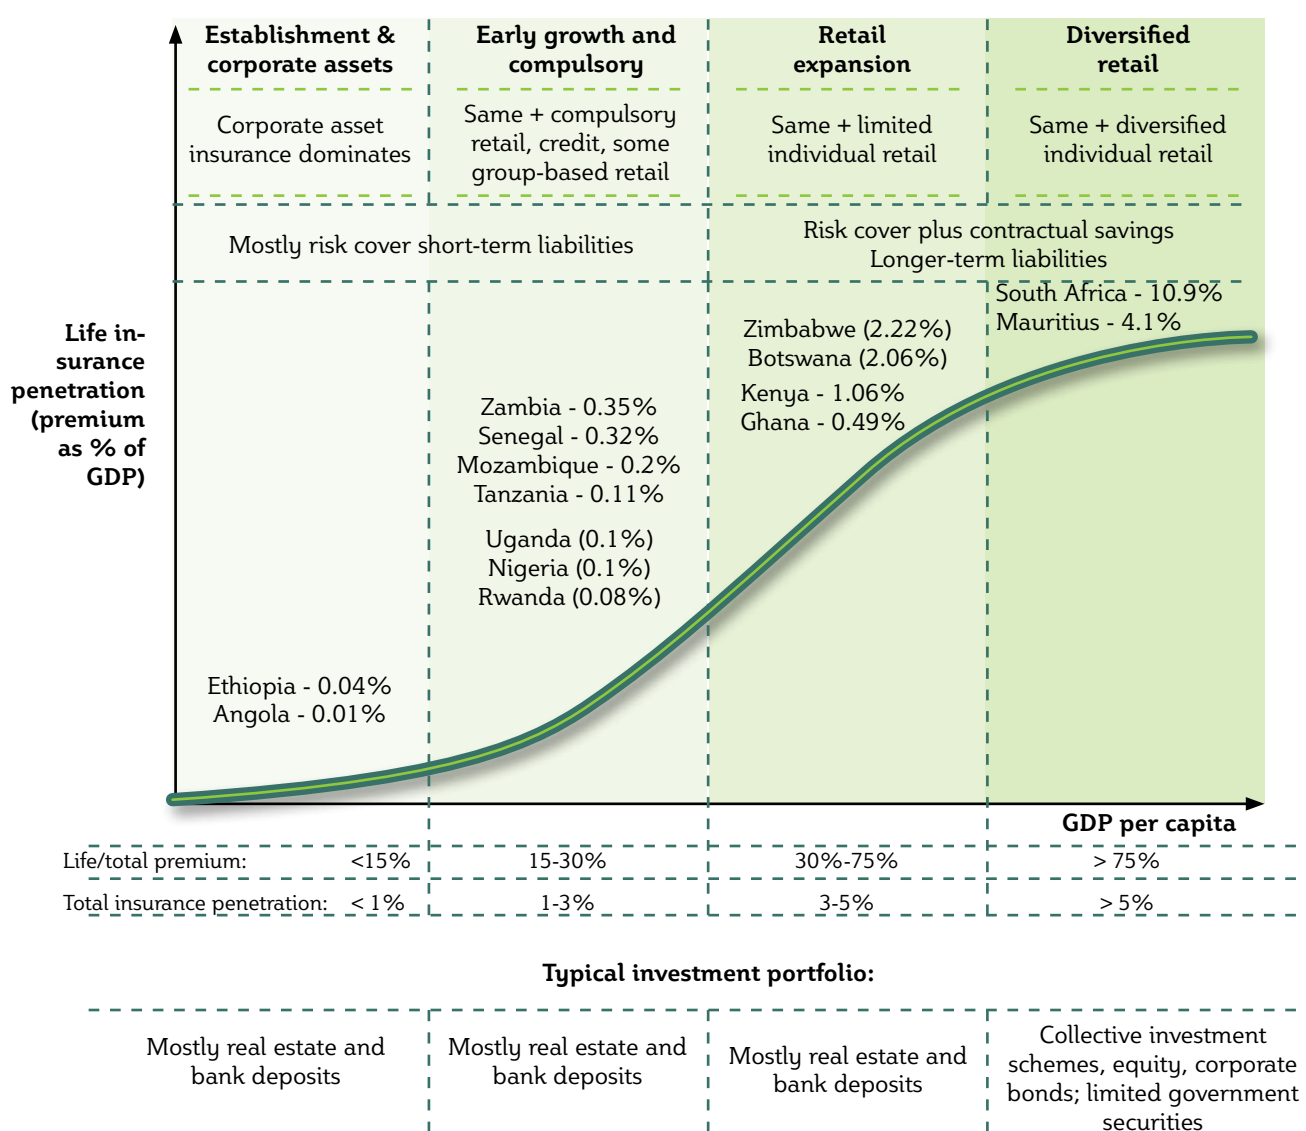 Establishment &
corporate assets
Early growth and
compulsory
Retail
expansion
Diversified
retail
Corporate asset
insurance dominates
Same + compulsory
retail, credit, some
group-based retail
Same + limited
individual retail
Same + diversified
individual retail
Mostly risk cover short-term liabilities
Risk cover plus contractual savings
Longer-term liabilities
Life in-
surance
penetration
(premium
as % of
GDP)
Ethiopia - 0.04%
Angola - 0.01%
Zambia - 0.35%
Senegal - 0.32%
Mozambique - 0.2%
Tanzania - 0.11%
Uganda (0.1%)
Nigeria (0.1%)
Rwanda (0.08%)
Zimbabwe (2.22%)
Botswana (2.06%)
Kenya - 1.06%
Ghana - 0.49%
South Africa - 10.9%
Mauritius - 4.1%
GDP per capita
Life/total premium: <15% 15-30% 30%-75% > 75%
Total insurance penetration: < 1% 1-3% 3-5% > 5%
Typical investment portfolio:
Mostly real estate and
bank deposits
Mostly real estate and
bank deposits
Mostly real estate and
bank deposits
Collective investment
schemes, equity, corporate
bonds; limited government
securities